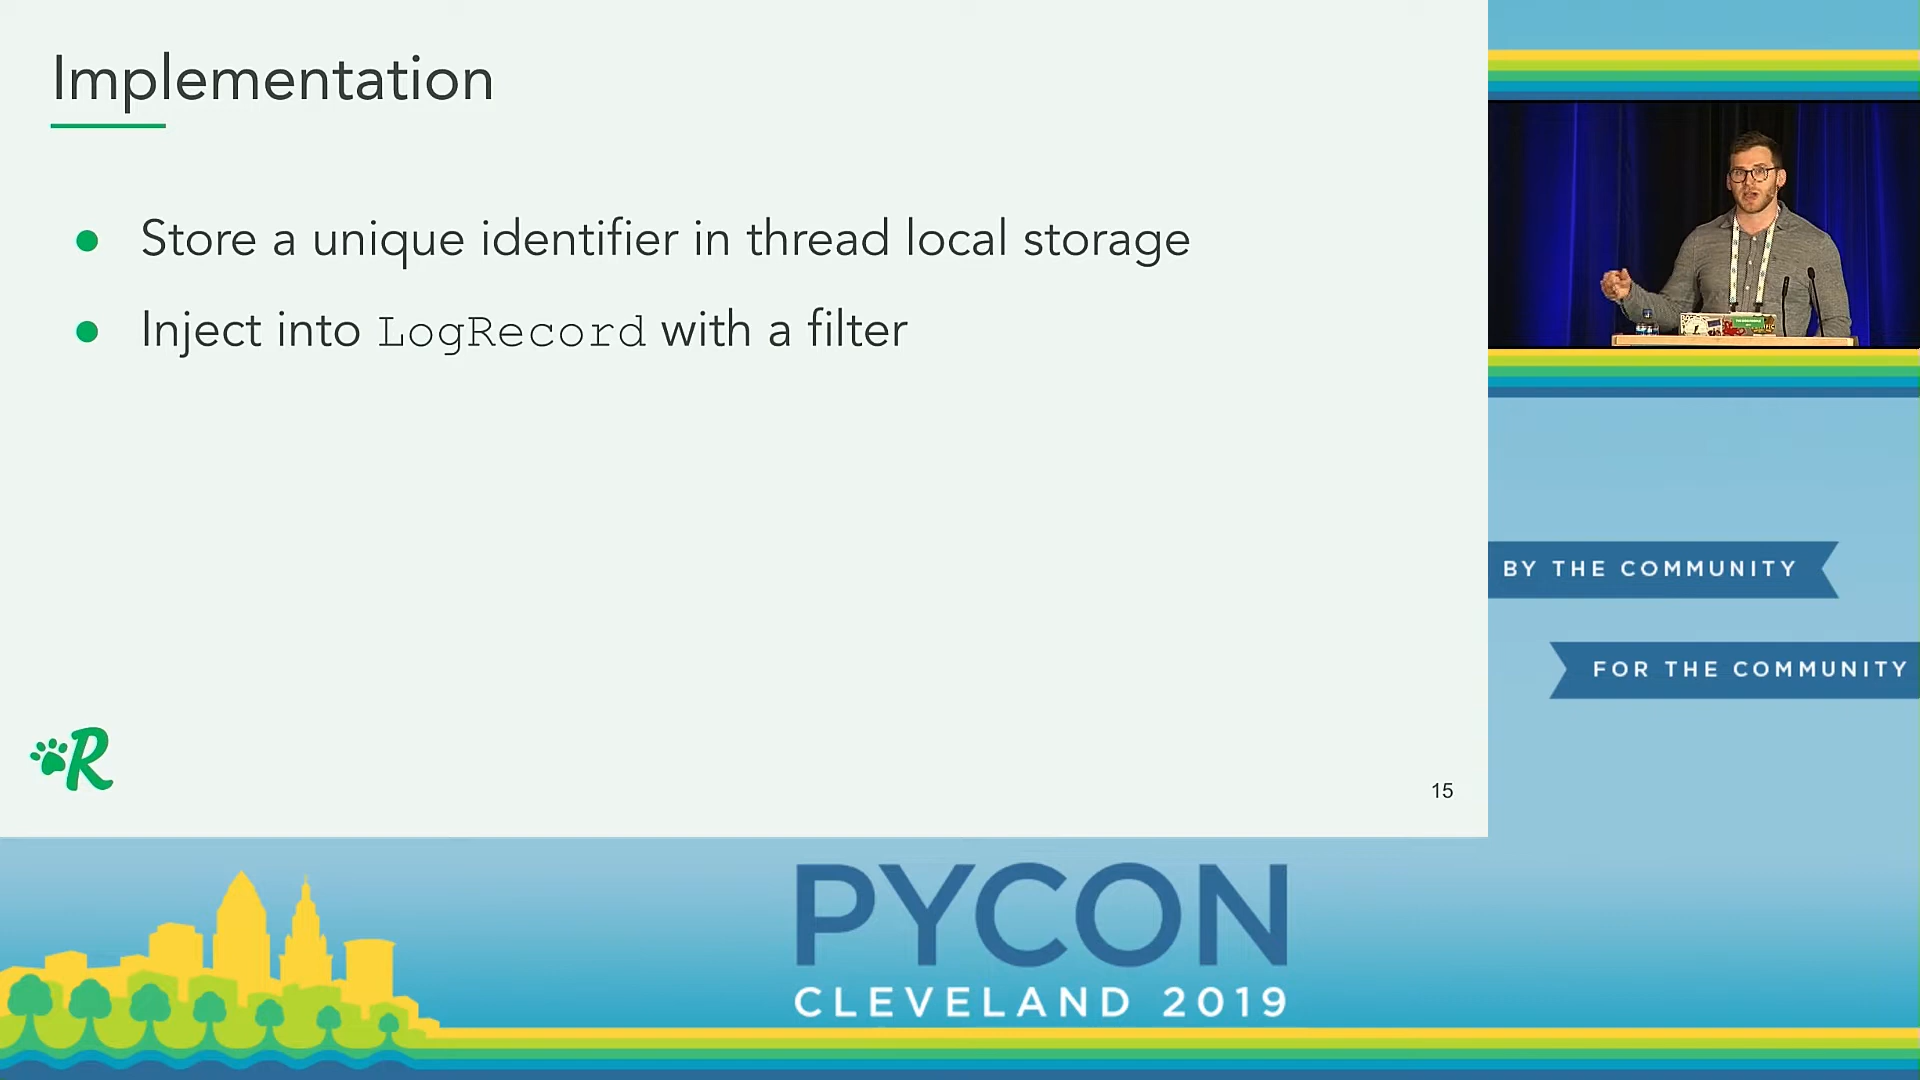 Implementation
● Store a unique identifier in thread local storage
● Inject into LogRecord with a filter
R
15
BY THE COMMUNITY
FOR THE COMMUNITY
PYCON
CLEVELAND 2019